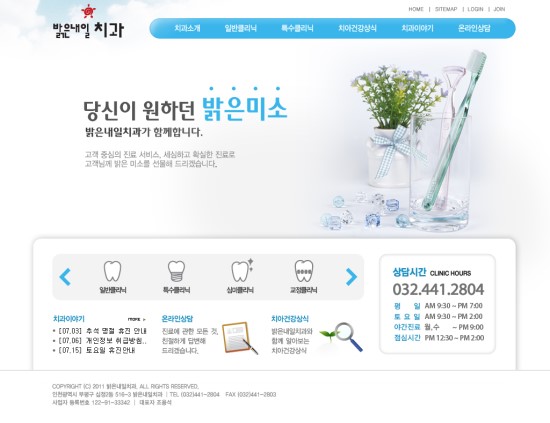 HOME | SITEMAP | LOGIN | JOIN
밝은내일 치과
치과소개 일반클리닉 특수클리닉 치아건강상식 치과이야기 온라인상담
당신이 원하던 밝은미소
밝은내일치과가 함께합니다.
고객 중심의 진료 서비스, 세심하고 확실한 진료로
고객님께 밝은 미소를 선물해 드리겠습니다.
일반클리닉 특수클리닉 심미클리닉 교정클리닉
상담시간 CLINIC HOURS
032.441.2804
평 일 AM 9:30 ~ PM 7:00
토 요 일 AM 9:30 ~ PM 2:00
야간진료 월,수 ~ PM 9:00
점심시간 PM 12:30 ~ PM 2:00
치과이야기 more
[07.03] 추석 명절 휴진 안내
[07.06] 개인정보 취급방침..
[07.15] 토요일 휴진안내
온라인상담
진료에 관한 모든 것,
친절하게 답변해
드리겠습니다.
치아건강상식
밝은내일치과와
함께 알아보는
치아건강상식
COPYRIGHT (C) 2011 밝은내일치과, ALL RIGHTS RESERVED.
인천광역시 부평구 십정2동 516-3 밝은내일치과 | TEL (032)441-2804 FAX (032)441-2803
사업자 등록번호 122-91-33342 | 대표자 조용석